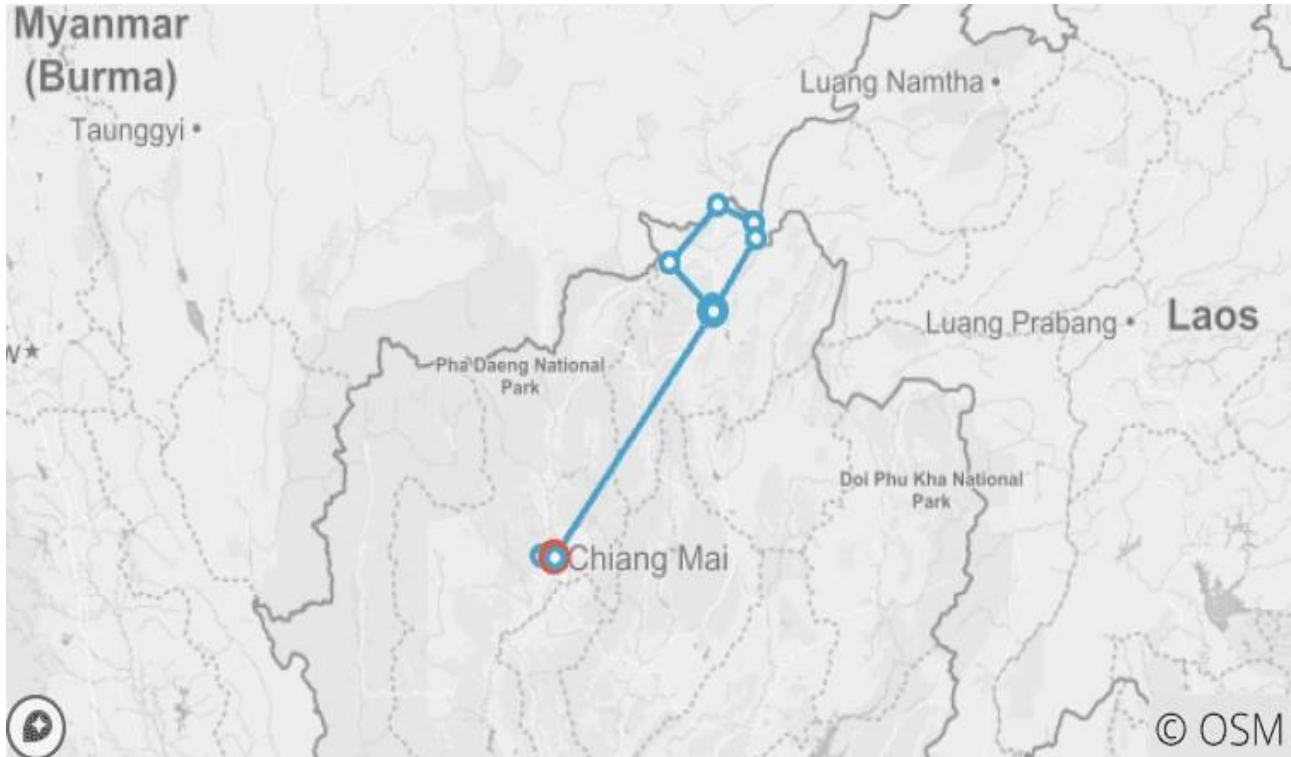 Myanmar
(Burma)
Taunggyi
Luang Namtha
Luang Prabang
Laos
Pha Daeng National
Park
Doi Phu Kha National
Park
Chiang Mai
© OSM